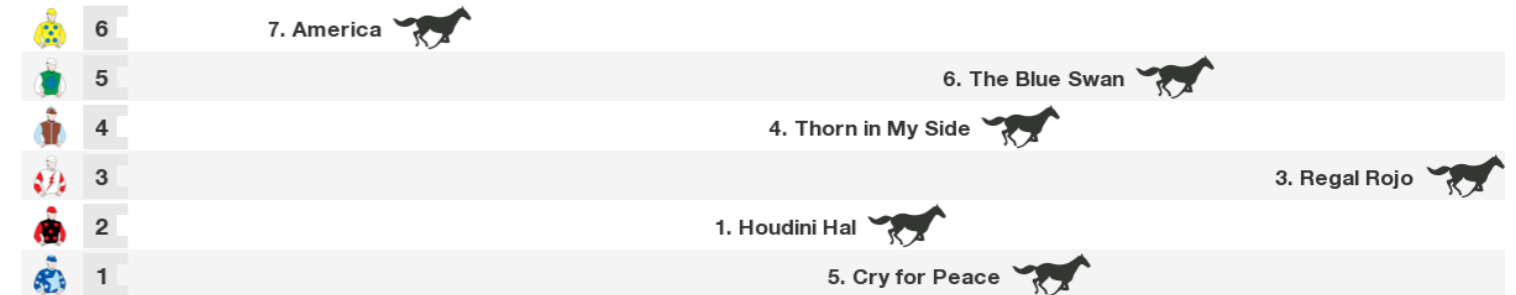 6 7. America
5 6. The Blue Swan
4 4. Thorn in My Side
3 3. Regal Rojo
2 1. Houdini Hal
1 5. Cry for Peace